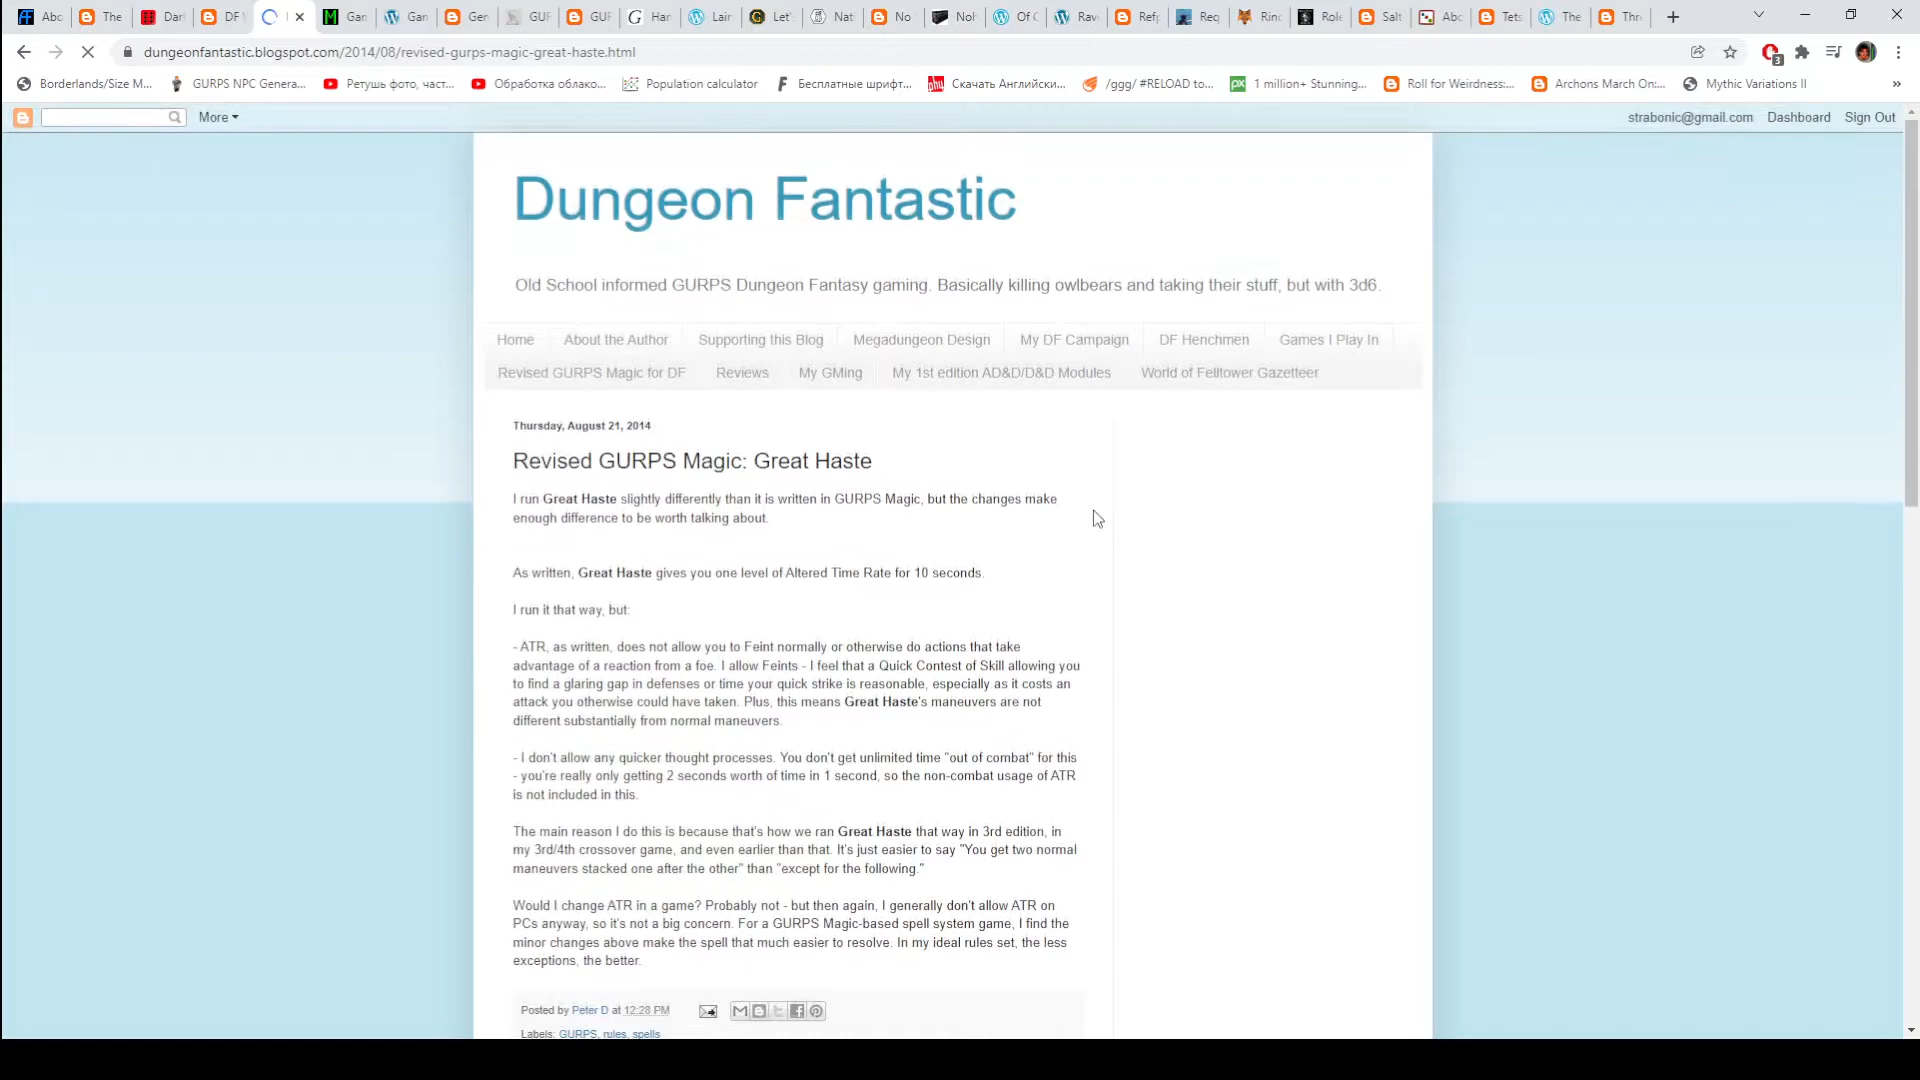 Abc The Darl DF Gan Gan Gen GUF GUF Har Lair Let' Nat No Noh Of C Rav Refp Req Rinc Role Salt Abc Tets The Thre
dungeonfantastic.blogspot.com/2014/08/revised-gurps-magic-great-haste.html
3
Borderlands/Size M... GURPS NPC Genera... Ретушь фото, част... Обработка облако... Population calculator Бесплатные шрифт... Скачать Английски... /ggg/ #RELOAD to... 1 million+ Stunning... Roll for Weirdness:... Archons March On:... Mythic Variations II »
More strabonic@gmail.com Dashboard Sign Out
Dungeon Fantastic
Old School informed GURPS Dungeon Fantasy gaming. Basically killing owlbears and taking their stuff, but with 3d6.
Home About the Author Supporting this Blog Megadungeon Design My DF Campaign DF Henchmen Games I Play In
Revised GURPS Magic for DF Reviews My GMing My 1st edition AD&D/D&D Modules World of Felltower Gazetteer
Thursday, August 21, 2014
Revised GURPS Magic: Great Haste
I run Great Haste slightly differently than it is written in GURPS Magic, but the changes make
enough difference to be worth talking about.
As written, Great Haste gives you one level of Altered Time Rate for 10 seconds.
I run it that way, but:
- ATR, as written, does not allow you to Feint normally or otherwise do actions that take
advantage of a reaction from a foe. I allow Feints - I feel that a Quick Contest of Skill allowing you
to find a glaring gap in defenses or time your quick strike is reasonable, especially as it costs an
attack you otherwise could have taken. Plus, this means Great Haste's maneuvers are not
different substantially from normal maneuvers.
- I don't allow any quicker thought processes. You don't get unlimited time "out of combat" for this
- you're really only getting 2 seconds worth of time in 1 second, so the non-combat usage of ATR
is not included in this.
The main reason I do this is because that's how we ran Great Haste that way in 3rd edition, in
my 3rd/4th crossover game, and even earlier than that. It's just easier to say "You get two normal
maneuvers stacked one after the other" than "except for the following."
Would I change ATR in a game? Probably not - but then again, I generally don't allow ATR on
PCs anyway, so it's not a big concern. For a GURPS Magic-based spell system game, I find the
minor changes above make the spell that much easier to resolve. In my ideal rules set, the less
exceptions, the better.
Posted by Peter D at 12:28 PM
Labels: GURPS, rules, spells